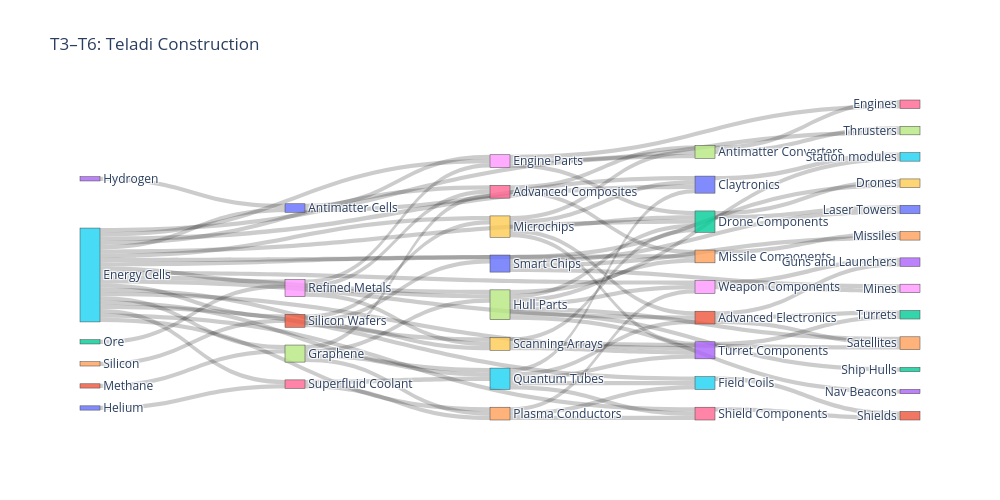 T3–T6: Teladi Construction
Hydrogen
Energy Cells
Ore
Silicon
Methane
Helium
Antimatter Cells
Refined Metals
Silicon Wafers
Graphene
Superfluid Coolant
Engine Parts
Advanced Composites
Microchips
Smart Chips
Hull Parts
Scanning Arrays
Quantum Tubes
Plasma Conductors
Antimatter Converters
Claytronics
Drone Components
Missile Components
Weapon Components
Advanced Electronics
Turret Components
Field Coils
Shield Components
Engines
Thrusters
Station modules
Drones
Laser Towers
Missiles
Guns and Launchers
Mines
Turrets
Satellites
Ship Hulls
Nav Beacons
Shields